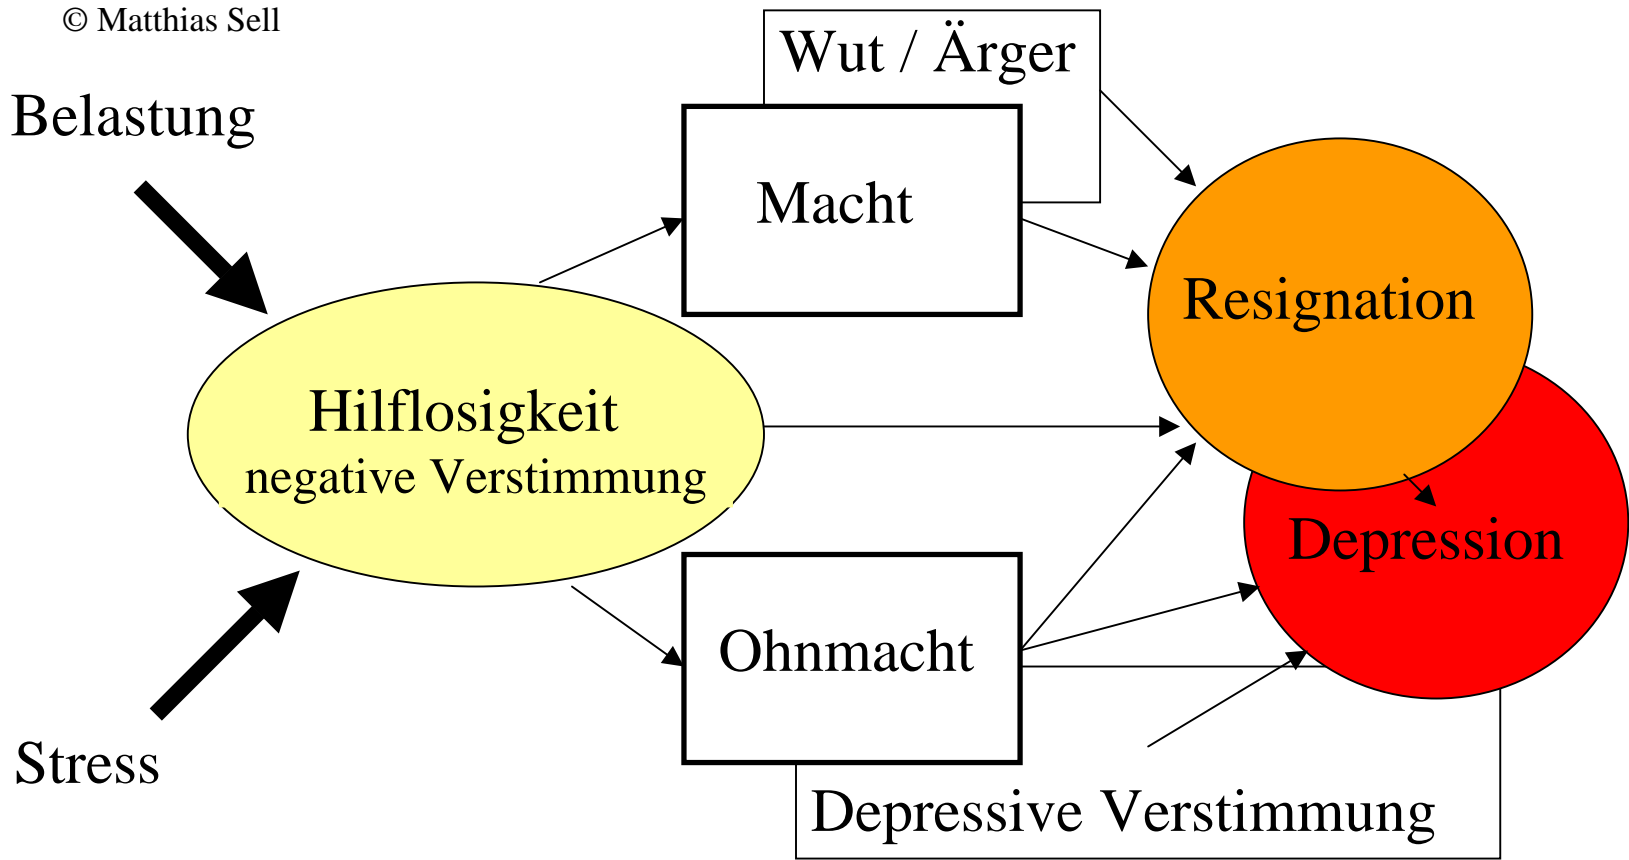 © Matthias Sell
Wut / Ärger
Belastung
Macht
Resignation
Hilflosigkeit
negative Verstimmung
Depression
Ohnmacht
Stress
Depressive Verstimmung